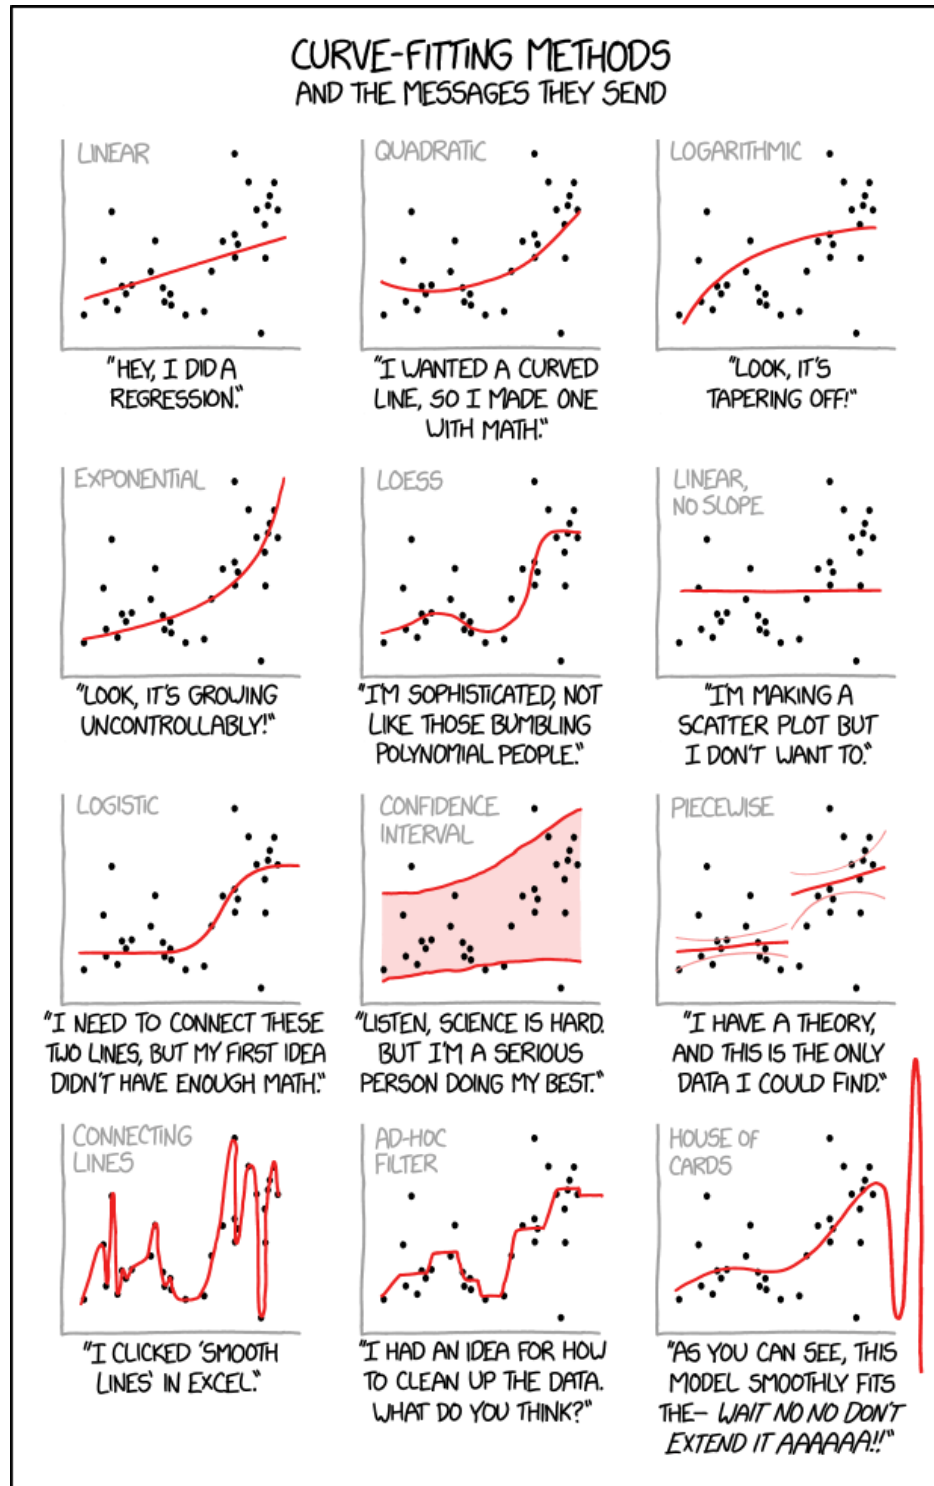 CURVE-FITTING METHODS
AND THE MESSAGES THEY SEND
LINEAR
"HEY, I DID A
REGRESSION."
QUADRATIC
"I WANTED A CURVED
LINE, SO I MADE ONE
WITH MATH."
LOGARITHMIC
"LOOK, IT'S
TAPERING OFF!"
EXPONENTIAL
"LOOK, IT'S GROWING
UNCONTROLLABLY!"
LOESS
"I'M SOPHISTICATED, NOT
LIKE THOSE BUMBLING
POLYNOMIAL PEOPLE."
LINEAR,
NO SLOPE
"I'M MAKING A
SCATTER PLOT BUT
I DON'T WANT TO."
LOGISTIC
"I NEED TO CONNECT THESE
TWO LINES, BUT MY FIRST IDEA
DIDN'T HAVE ENOUGH MATH."
CONFIDENCE
INTERVAL
"LISTEN, SCIENCE IS HARD.
BUT I'M A SERIOUS
PERSON DOING MY BEST."
PIECEWISE
"I HAVE A THEORY,
AND THIS IS THE ONLY
DATA I COULD FIND."
CONNECTING
LINES
"I CLICKED 'SMOOTH
LINES' IN EXCEL."
AD-HOC
FILTER
"I HAD AN IDEA FOR HOW
TO CLEAN UP THE DATA.
WHAT DO YOU THINK?"
HOUSE OF
CARDS
"AS YOU CAN SEE, THIS
MODEL SMOOTHLY FITS
THE- WAIT NO NO DON'T
EXTEND IT AAAAAA!!"